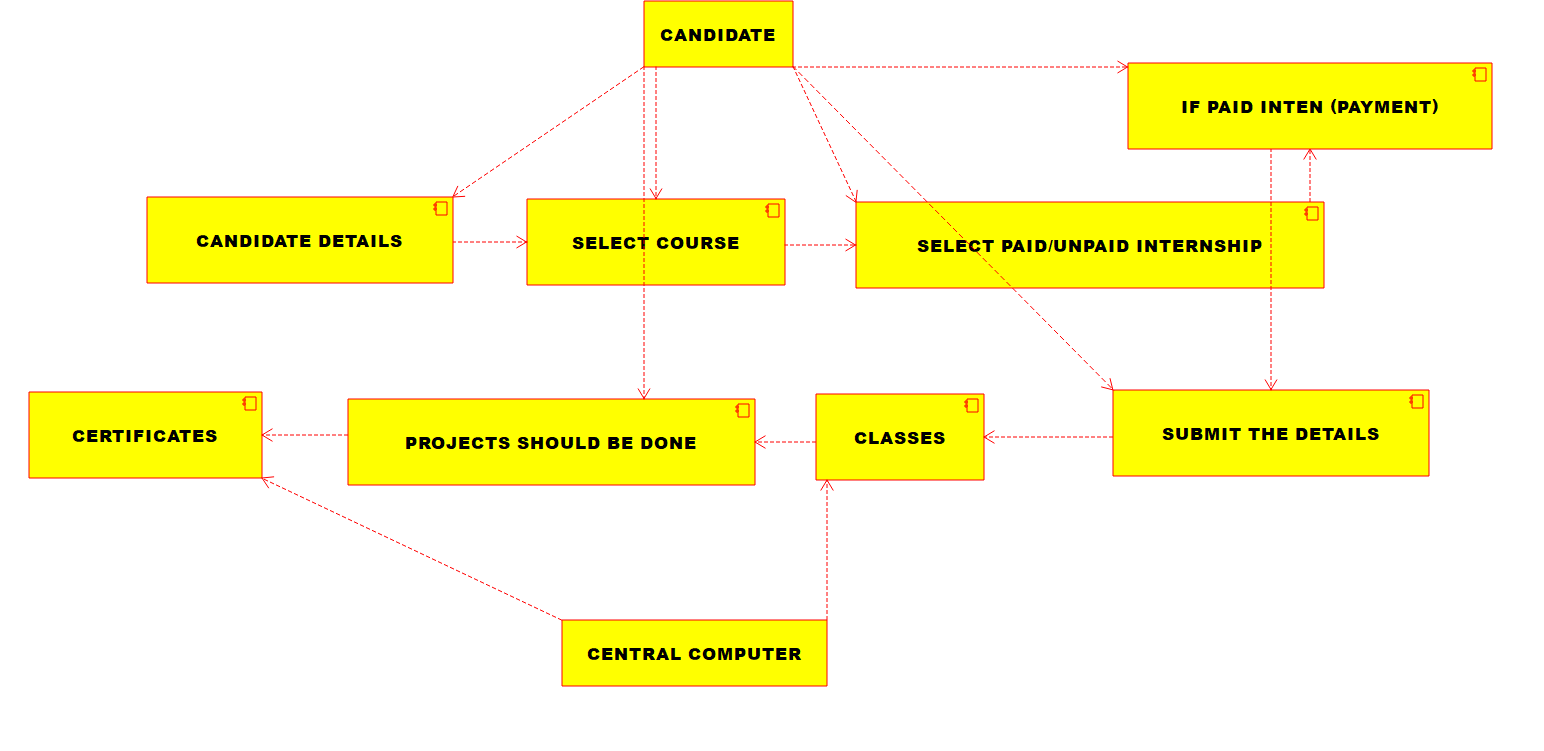 CANDIDATE
IF PAID INTEN (PAYMENT)
CANDIDATE DETAILS
SELECT COURSE
SELECT PAID/UNPAID INTERNSHIP
CERTIFICATES
PROJECTS SHOULD BE DONE
CLASSES
SUBMIT THE DETAILS
CENTRAL COMPUTER